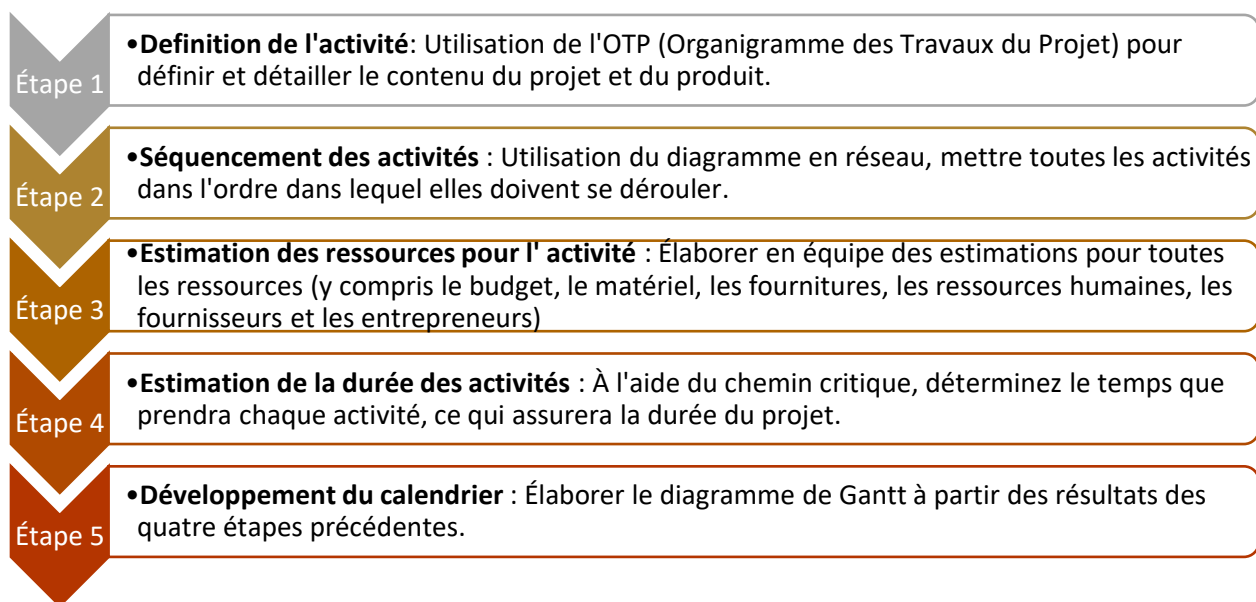 Étape 1
•Definition de l'activité: Utilisation de l'OTP (Organigramme des Travaux du Projet) pour
définir et détailler le contenu du projet et du produit.
Étape 2
•Séquencement des activités : Utilisation du diagramme en réseau, mettre toutes les activités
dans l'ordre dans lequel elles doivent se dérouler.
Étape 3
•Estimation des ressources pour l' activité : Élaborer en équipe des estimations pour toutes
les ressources (y compris le budget, le matériel, les fournitures, les ressources humaines, les
fournisseurs et les entrepreneurs)
Étape 4
•Estimation de la durée des activités : À l'aide du chemin critique, déterminez le temps que
prendra chaque activité, ce qui assurera la durée du projet.
Étape 5
•Développement du calendrier : Élaborer le diagramme de Gantt à partir des résultats des
quatre étapes précédentes.